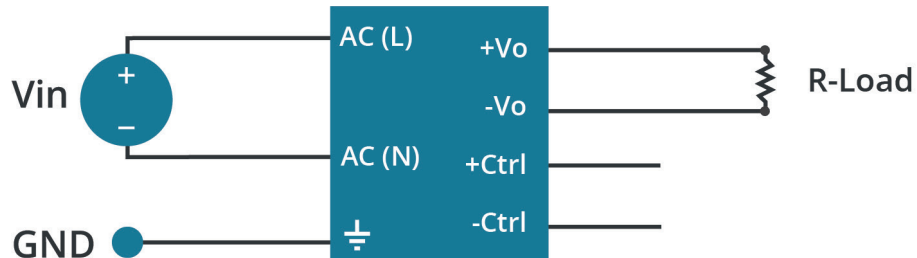 Vin
+
−
GND
AC (L)
AC (N)
+Vo
-Vo
+Ctrl
-Ctrl
R-Load